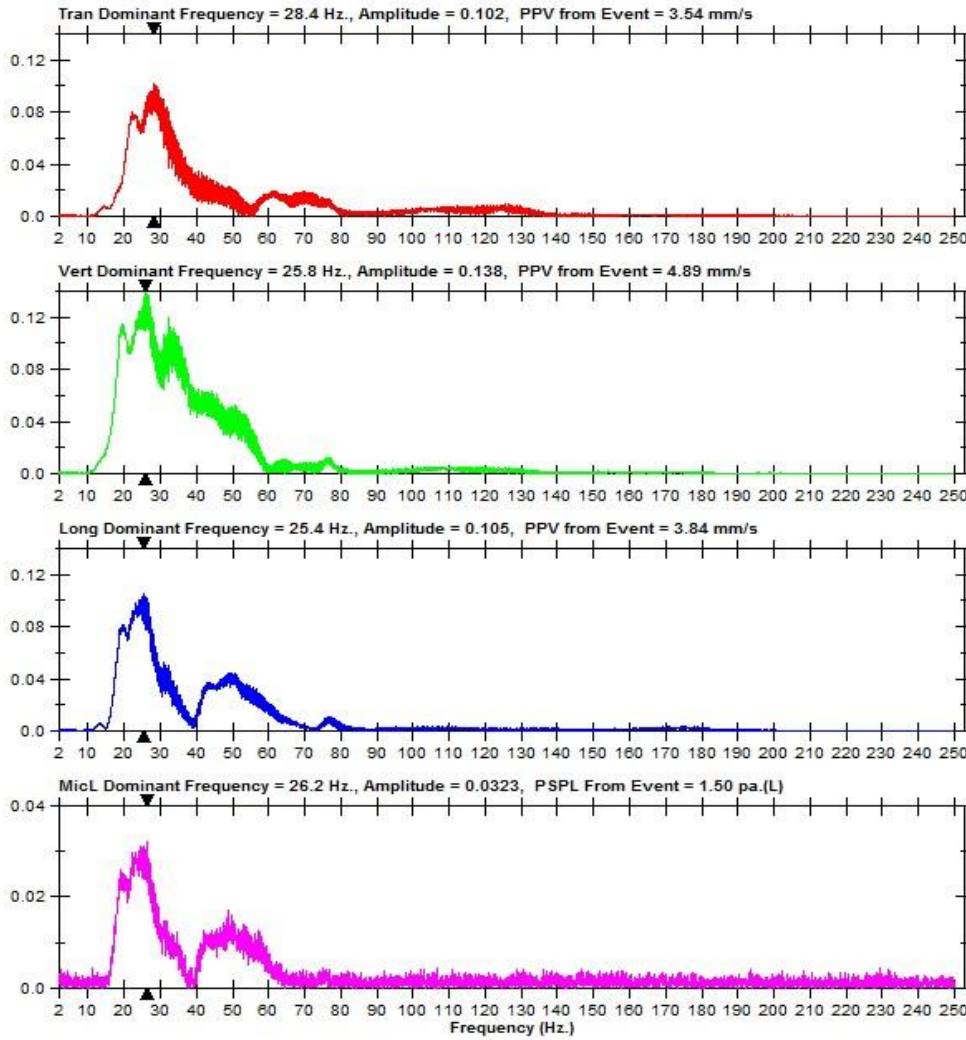 Tran Dominant Frequency = 28.4 Hz., Amplitude = 0.102, PPV from Event = 3.54 mm/s
0.12
0.08
0.04
0.0
2 10 20 30 40 50 60 70 80 90 100 110 120 130 140 150 160 170 180 190 200 210 220 230 240 250
Vert Dominant Frequency = 25.8 Hz., Amplitude = 0.138, PPV from Event = 4.89 mm/s
0.12
0.08
0.04
0.0
2 10 20 30 40 50 60 70 80 90 100 110 120 130 140 150 160 170 180 190 200 210 220 230 240 250
Long Dominant Frequency = 25.4 Hz., Amplitude = 0.105, PPV from Event = 3.84 mm/s
0.12
0.08
0.04
0.0
2 10 20 30 40 50 60 70 80 90 100 110 120 130 140 150 160 170 180 190 200 210 220 230 240 250
MicL Dominant Frequency = 26.2 Hz., Amplitude = 0.0323, PSPL From Event = 1.50 pa.(L)
0.04
0.02
0.0
2 10 20 30 40 50 60 70 80 90 100 110 120 130 140 150 160 170 180 190 200 210 220 230 240 250
Frequency (Hz.)